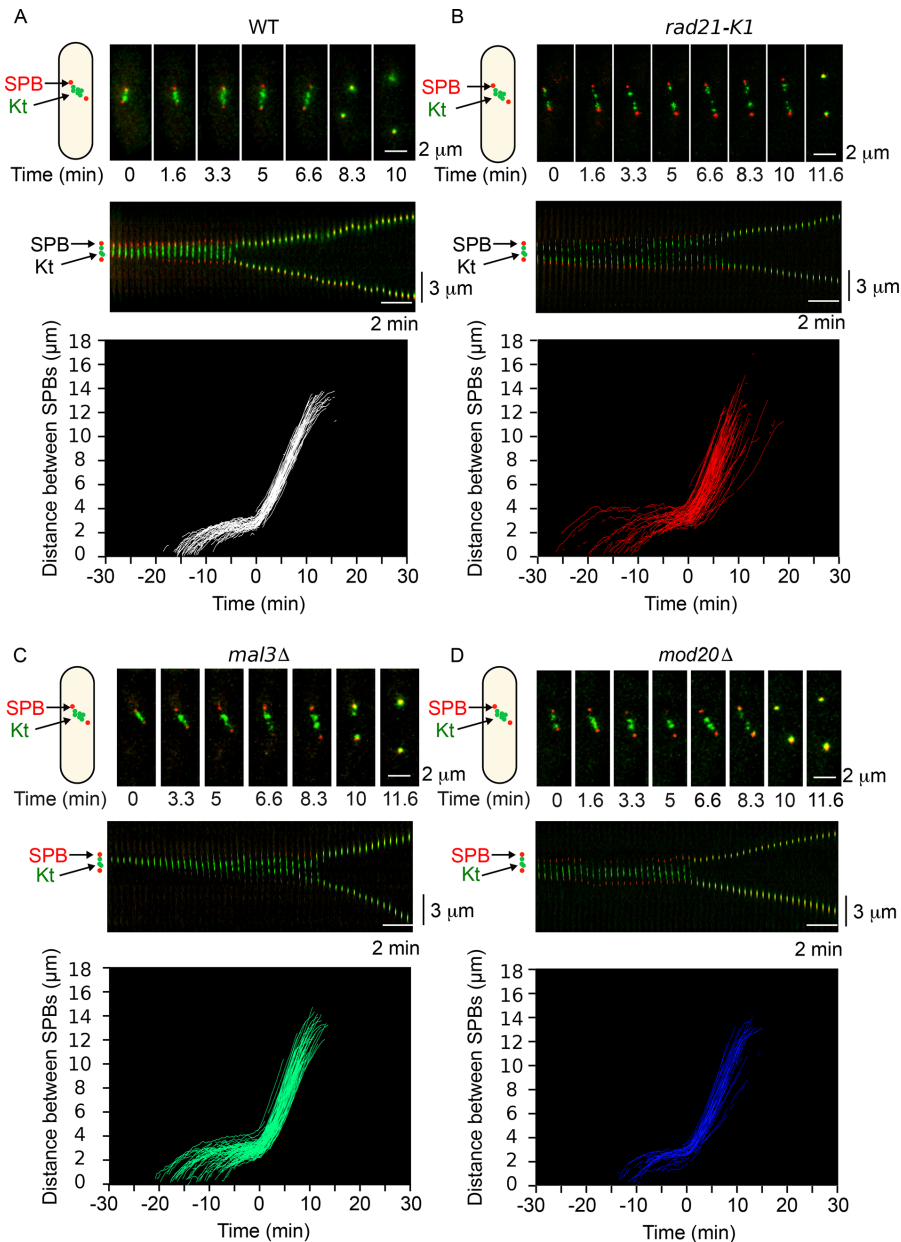 A
WT
SPB
Kt
2 μm
Time (min) 0 1.6 3.3 5 6.6 8.3 10
SPB
Kt
3 μm
2 min
Distance between SPBs (μm)
18
16
14
12
10
8
6
4
2
0
-30 -20 -10 0 10 20 30
Time (min)
B
rad21-K1
SPB
Kt
2 μm
Time (min) 0 1.6 3.3 5 6.6 8.3 10 11.6
SPB
Kt
3 μm
2 min
Distance between SPBs (μm)
18
16
14
12
10
8
6
4
2
0
-30 -20 -10 0 10 20 30
Time (min)
C
mal3Δ
SPB
Kt
2 μm
Time (min) 0 3.3 5 6.6 8.3 10 11.6
SPB
Kt
3 μm
2 min
Distance between SPBs (μm)
18
16
14
12
10
8
6
4
2
0
-30 -20 -10 0 10 20 30
Time (min)
D
mod20Δ
SPB
Kt
2 μm
Time (min) 0 1.6 3.3 5 6.6 8.3 10 11.6
SPB
Kt
3 μm
2 min
Distance between SPBs (μm)
18
16
14
12
10
8
6
4
2
0
-30 -20 -10 0 10 20 30
Time (min)